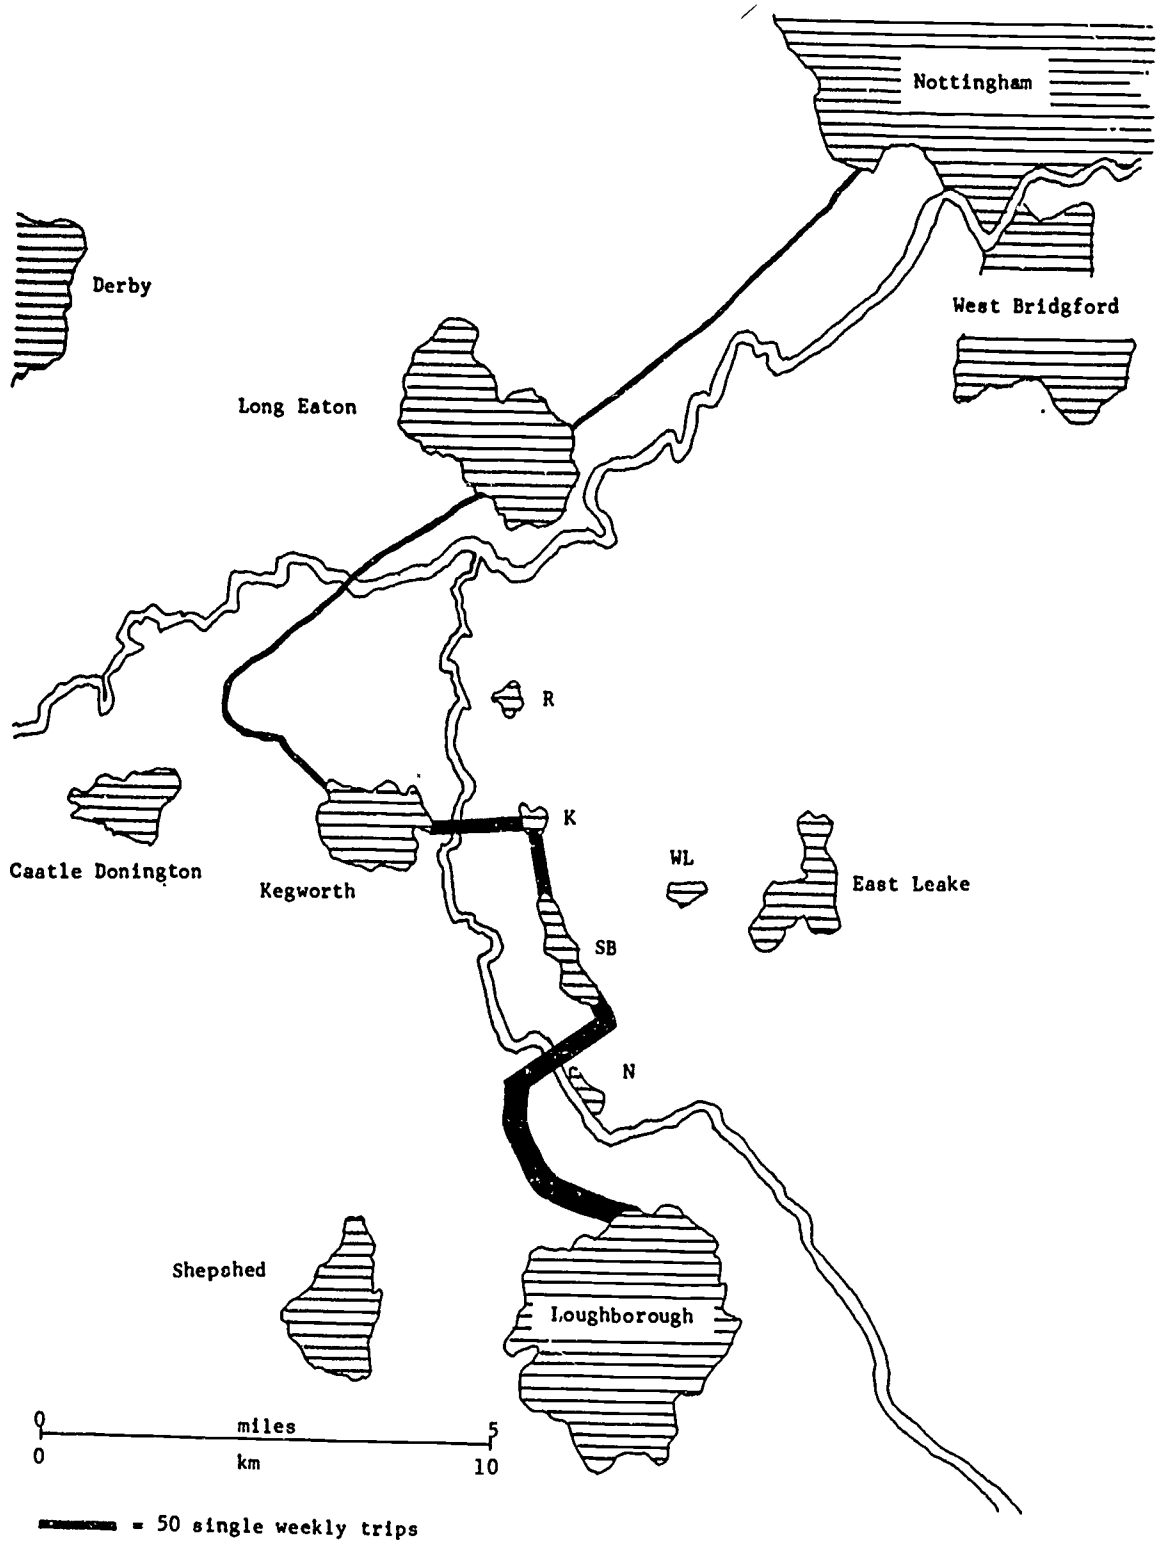 Nottingham
Derby
West Bridgford
Long Eaton
R
K
WL
Caatle Donington
Kegworth
East Leake
SB
N
Shepshed
Loughborough
0 miles 5
0 km 10
= 50 single weekly trips